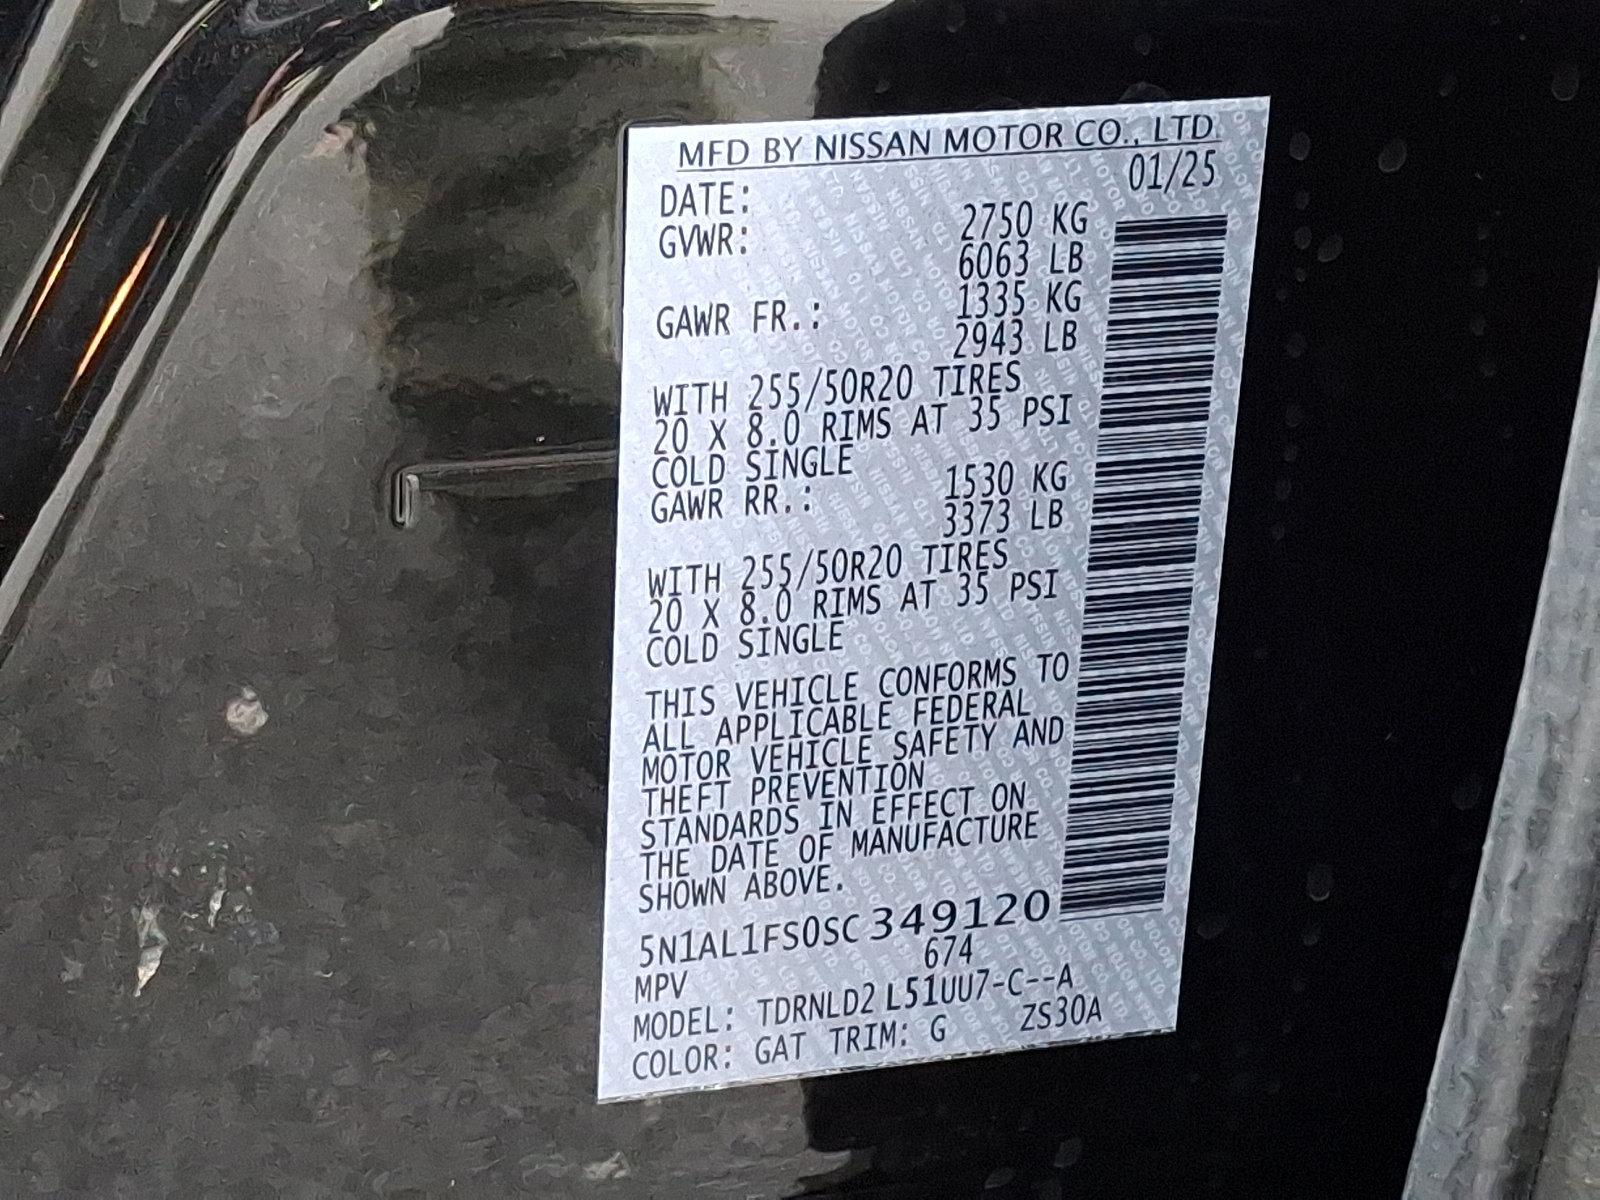 MFD BY NISSAN MOTOR CO., LTD.
DATE: 01/25
GVWR: 2750 KG
6063 LB
GAWR FR.: 1335 KG
2943 LB
WITH 255/50R20 TIRES
20 X 8.0 RIMS AT 35 PSI
COLD SINGLE
GAWR RR.: 1530 KG
3373 LB
WITH 255/50R20 TIRES
20 X 8.0 RIMS AT 35 PSI
COLD SINGLE
THIS VEHICLE CONFORMS TO
ALL APPLICABLE FEDERAL
MOTOR VEHICLE SAFETY AND
THEFT PREVENTION
STANDARDS IN EFFECT ON
THE DATE OF MANUFACTURE
SHOWN ABOVE.
5N1AL1FS0SC 349120
674
MPV
MODEL: TDRNLD2 L51UU7-C--A
COLOR: GAT TRIM: G ZS30A